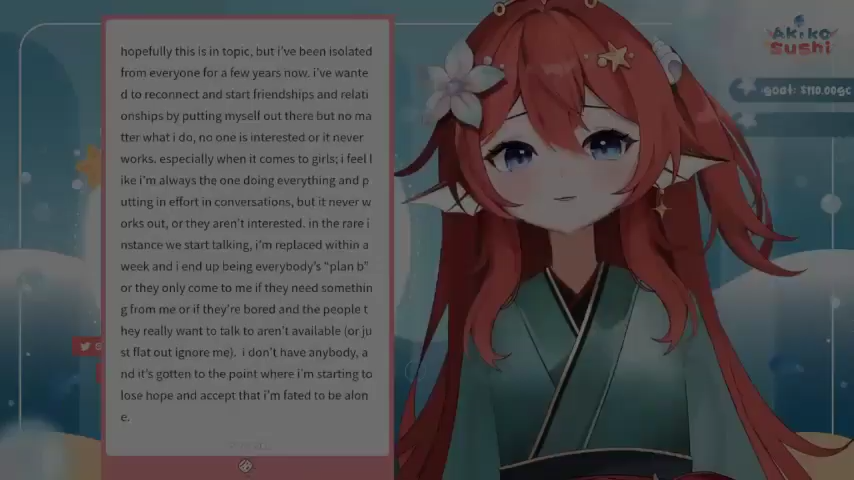 hopefully this is in topic, but i've been isolated
from everyone for a few years now. i've wante
d to reconnect and start friendships and relati
onships by putting myself out there but no ma
tter what i do, no one is interested or it never
works. especially when it comes to girls; i feel l
ike i'm always the one doing everything and p
utting in effort in conversations, but it never w
orks out, or they aren't interested. in the rare i
nstance we start talking, i'm replaced within a
week and i end up being everybody's “plan b”
or they only come to me if they need somethin
g from me or if they're bored and the people t
hey really want to talk to aren't available (or ju
st flat out ignore me).  i don't have anybody, a
nd it's gotten to the point where i'm starting to
lose hope and accept that i'm fated to be alon
e.
Akiko
Sushi
goal: $110.00